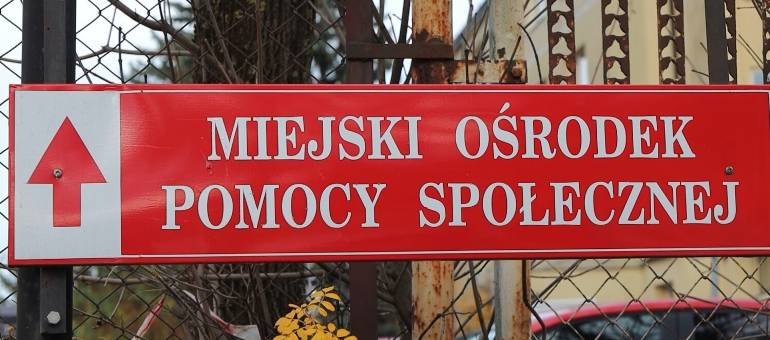 MIEJSKI OŚRODEK
POMOCY SPOŁECZNEJ